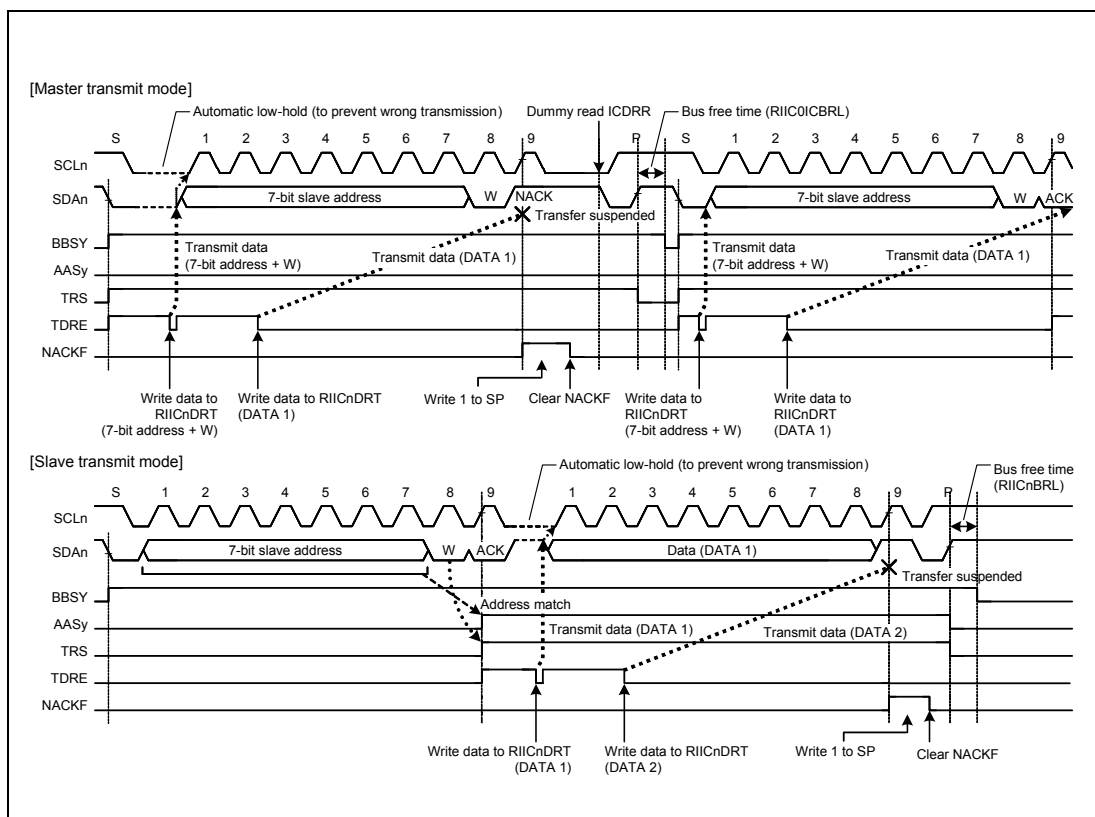 [Master transmit mode]
Automatic low-hold (to prevent wrong transmission)
Dummy read ICDRR
Bus free time (RIIC0ICBRL)
S 1 2 3 4 5 6 7 8 9 P S 1 2 3 4 5 6 7 8 9
SCLn
SDAn 7-bit slave address W NACK 7-bit slave address W ACK
Transfer suspended
BBSY
Transmit data
(7-bit address + W)
Transmit data (DATA 1)
Transmit data
(7-bit address + W)
Transmit data (DATA 1)
AASy
TRS
TDRE
NACKF
Write data to
RIICnDRT
(7-bit address + W)
Write data to RIICnDRT
(DATA 1)
Write 1 to SP
Clear NACKF
Write data to
RIICnDRT
(7-bit address + W)
Write data to
RIICnDRT
(DATA 1)
[Slave transmit mode]
Automatic low-hold (to prevent wrong transmission)
Bus free time
(RIICnBRL)
S 1 2 3 4 5 6 7 8 9 1 2 3 4 5 6 7 8 9 P
SCLn
SDAn 7-bit slave address W ACK Data (DATA 1)
Transfer suspended
BBSY
Address match
AASy
Transmit data (DATA 1)
Transmit data (DATA 2)
TRS
TDRE
NACKF
Write data to RIICnDRT
(DATA 1)
Write data to RIICnDRT
(DATA 2)
Write 1 to SP
Clear NACKF